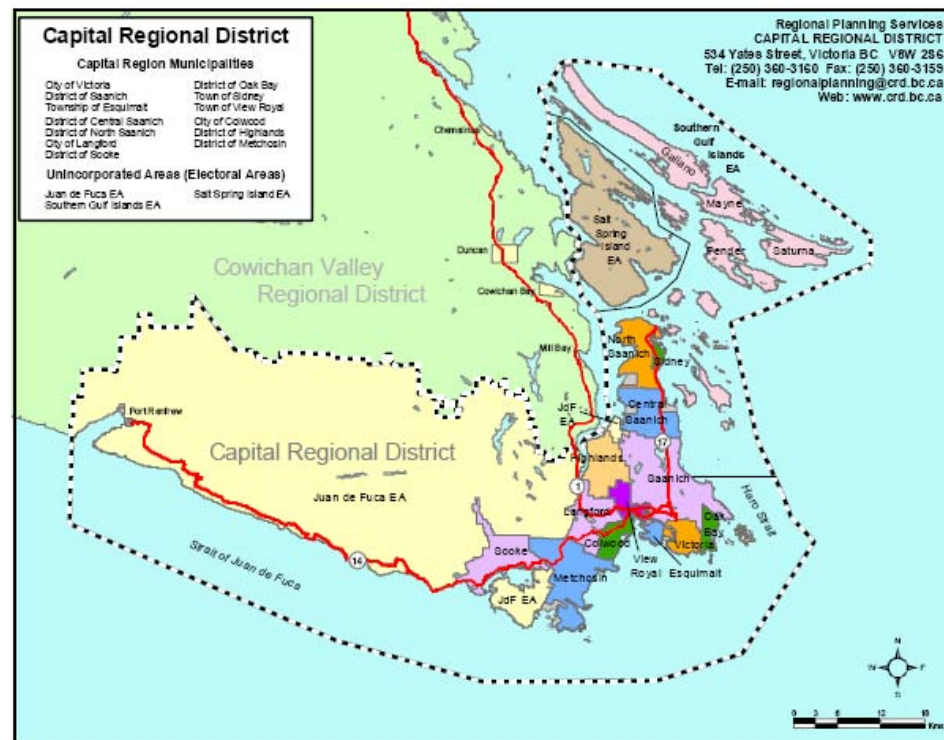 Capital Regional District
Capital Region Municipalities
City of Victoria
District of Saanich
Township of Esquimalt
District of Central Saanich
District of North Saanich
City of Langford
District of Sooke
District of Oak Bay
Town of Sidney
Town of View Royal
City of Colwood
District of Highlands
District of Metchosin
Unincorporated Areas (Electoral Areas)
Juan de Fuca EA
Southern Gulf Islands EA
Salt Spring Island EA
Regional Planning Services
CAPITAL REGIONAL DISTRICT
534 Yates Street, Victoria BC V8W 2S6
Tel: (250) 360-3160 Fax: (250) 360-3159
E-mail: regionalplanning@crd.bc.ca
Web: www.crd.bc.ca
Chemainus
Southern
Gulf
Islands
EA
Galiano
Mayne
Pender
Saturna
Salt
Spring
Island
EA
Duncan
Cowichan Valley
Regional District
Cowichan Bay
Mill Bay
North
Saanich
Sidney
Central
Saanich
JdF
EA
Port Renfrew
Capital Regional District
Juan de Fuca EA
Highlands
17
Saanich
1
Langford
Haro Strait
Oak
Bay
Colwood
Victoria
View
Royal
Esquimalt
Sooke
Metchosin
14
JdF EA
Strait of Juan de Fuca
N
W
E
S
0 3 6 12 18
Kms